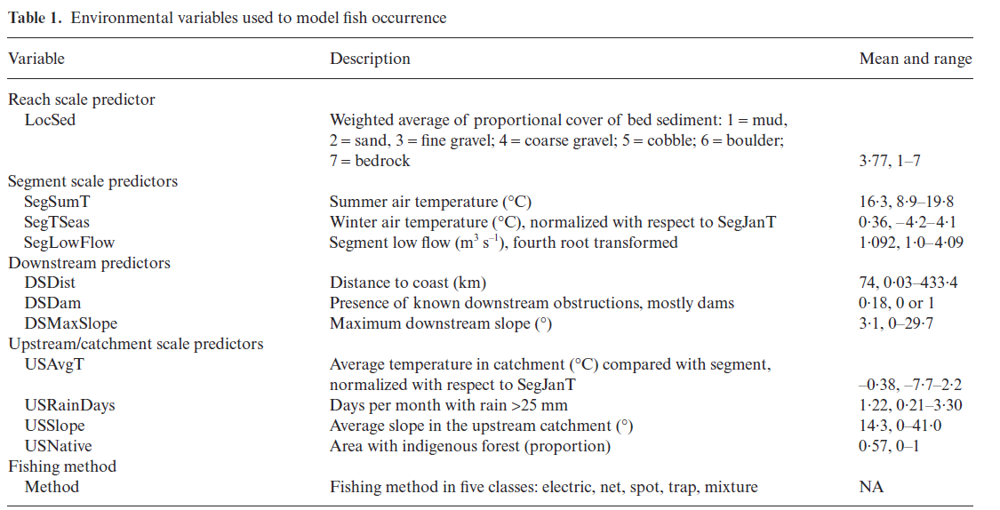 Table 1. Environmental variables used to model fish occurrence
Variable Description Mean and range
Reach scale predictor
LocSed Weighted average of proportional cover of bed sediment: 1 = mud,
2 = sand, 3 = fine gravel; 4 = coarse gravel; 5 = cobble; 6 = boulder;
7 = bedrock 3·77, 1–7
Segment scale predictors
SegSumT Summer air temperature (°C) 16·3, 8·9–19·8
SegTSeas Winter air temperature (°C), normalized with respect to SegJanT 0·36, –4·2–4·1
SegLowFlow Segment low flow (m³ s⁻¹), fourth root transformed 1·092, 1·0–4·09
Downstream predictors
DSDist Distance to coast (km) 74, 0·03–433·4
DSDam Presence of known downstream obstructions, mostly dams 0·18, 0 or 1
DSMaxSlope Maximum downstream slope (°) 3·1, 0–29·7
Upstream/catchment scale predictors
USAvgT Average temperature in catchment (°C) compared with segment,
normalized with respect to SegJanT –0·38, –7·7–2·2
USRainDays Days per month with rain >25 mm 1·22, 0·21–3·30
USSlope Average slope in the upstream catchment (°) 14·3, 0–41·0
USNative Area with indigenous forest (proportion) 0·57, 0–1
Fishing method
Method Fishing method in five classes: electric, net, spot, trap, mixture NA